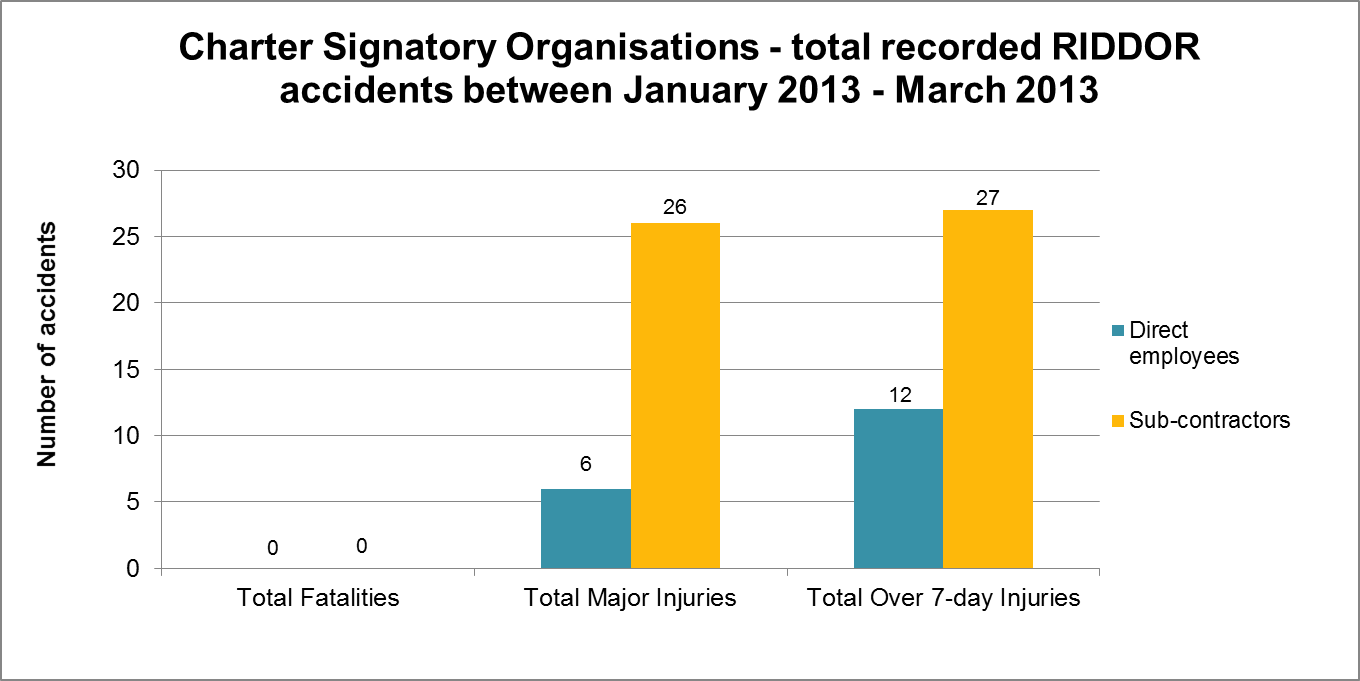 Charter Signatory Organisations - total recorded RIDDOR
accidents between January 2013 - March 2013
Number of accidents
30
25
20
15
10
5
0
0
0
6
26
12
27
Total Fatalities
Total Major Injuries
Total Over 7-day Injuries
Direct
employees
Sub-contractors